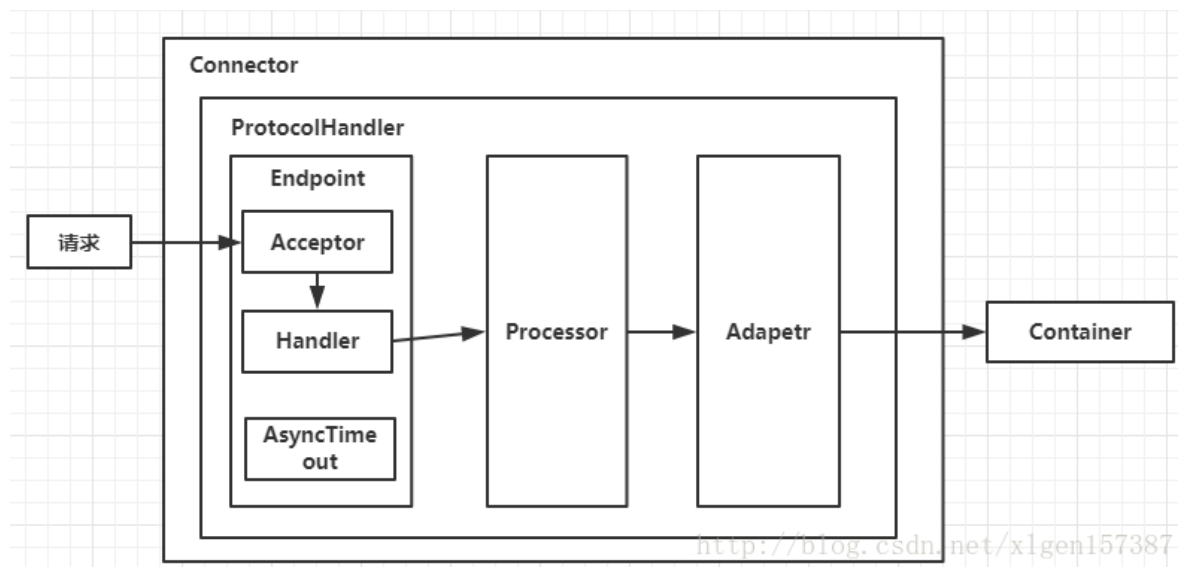 Connector
ProtocolHandler
Endpoint
请求
Acceptor
Handler
Processor
Adapetr
Container
AsyncTime
out
http://blog.csdn.net/xlgen157387